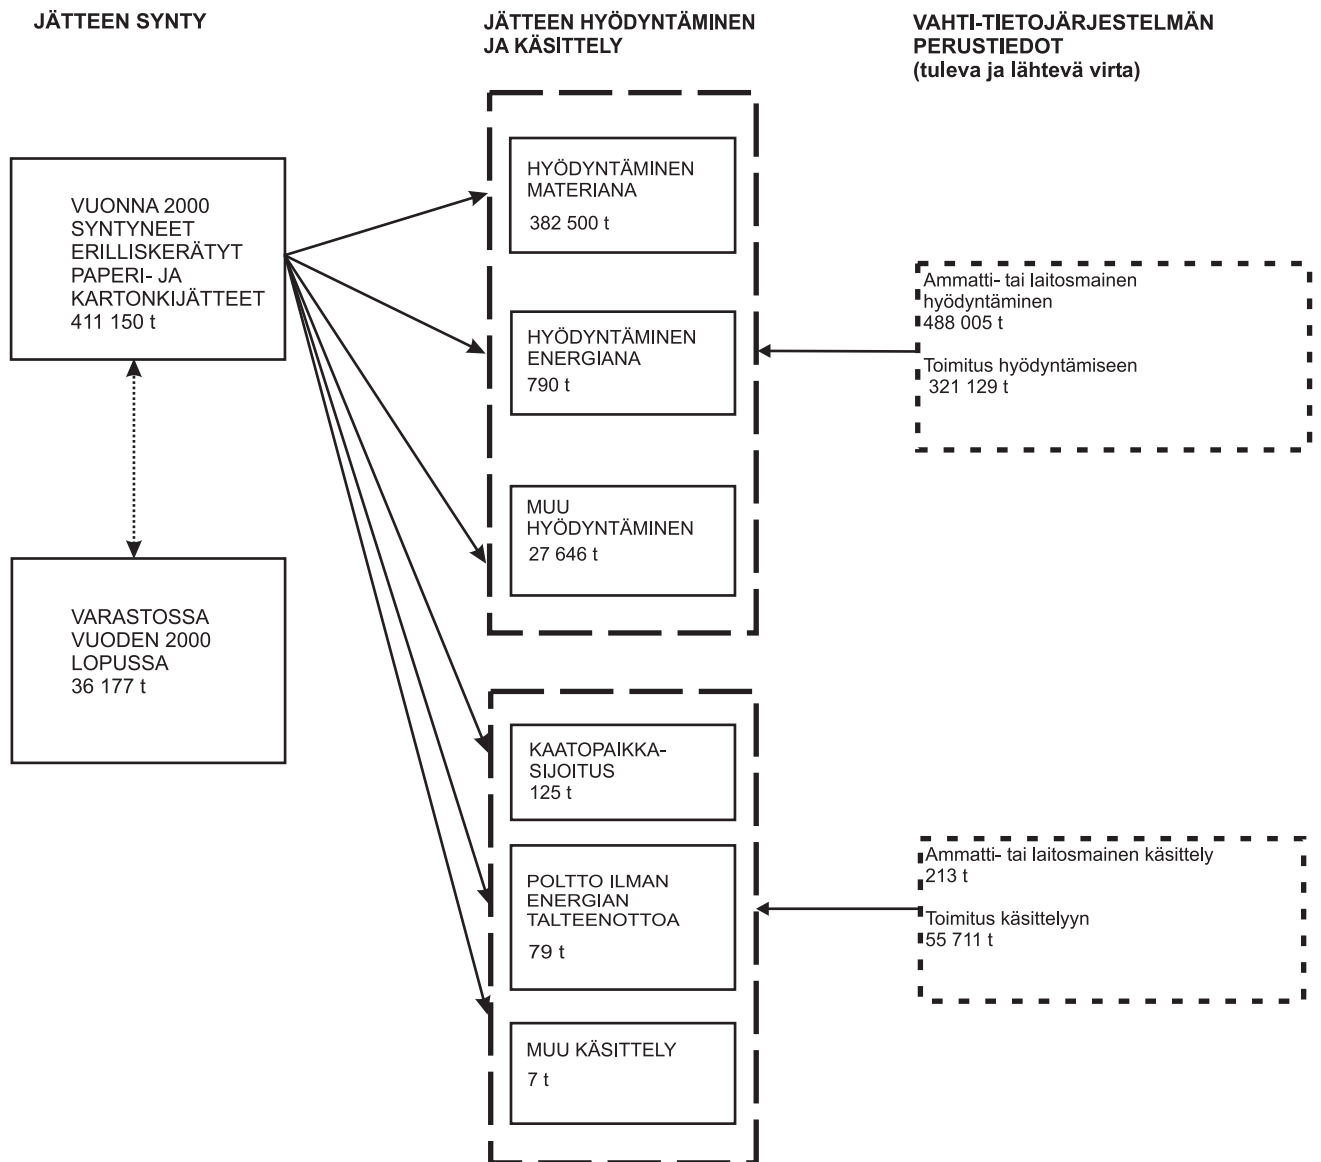 JÄTTEEN SYNTY
JÄTTEEN HYÖDYNTÄMINEN
JA KÄSITTELY
VAHTI-TIETOJÄRJESTELMÄN
PERUSTIEDOT
(tuleva ja lähtevä virta)
VUONNA 2000
SYNTYNEET
ERILLISKERÄTYT
PAPERI- JA
KARTONKIJÄTTEET
411 150 t
VARASTOSSA
VUODEN 2000
LOPUSSA
36 177 t
HYÖDYNTÄMINEN
MATERIANA
382 500 t
HYÖDYNTÄMINEN
ENERGIANA
790 t
MUU
HYÖDYNTÄMINEN
27 646 t
KAATOPAIKKA-
SIJOITUS
125 t
POLTTO ILMAN
ENERGIAN
TALTEENOTTOA
79 t
MUU KÄSITTELY
7 t
Ammatti- tai laitosmainen
hyödyntäminen
488 005 t
Toimitus hyödyntämiseen
321 129 t
Ammatti- tai laitosmainen käsittely
213 t
Toimitus käsittelyyn
55 711 t